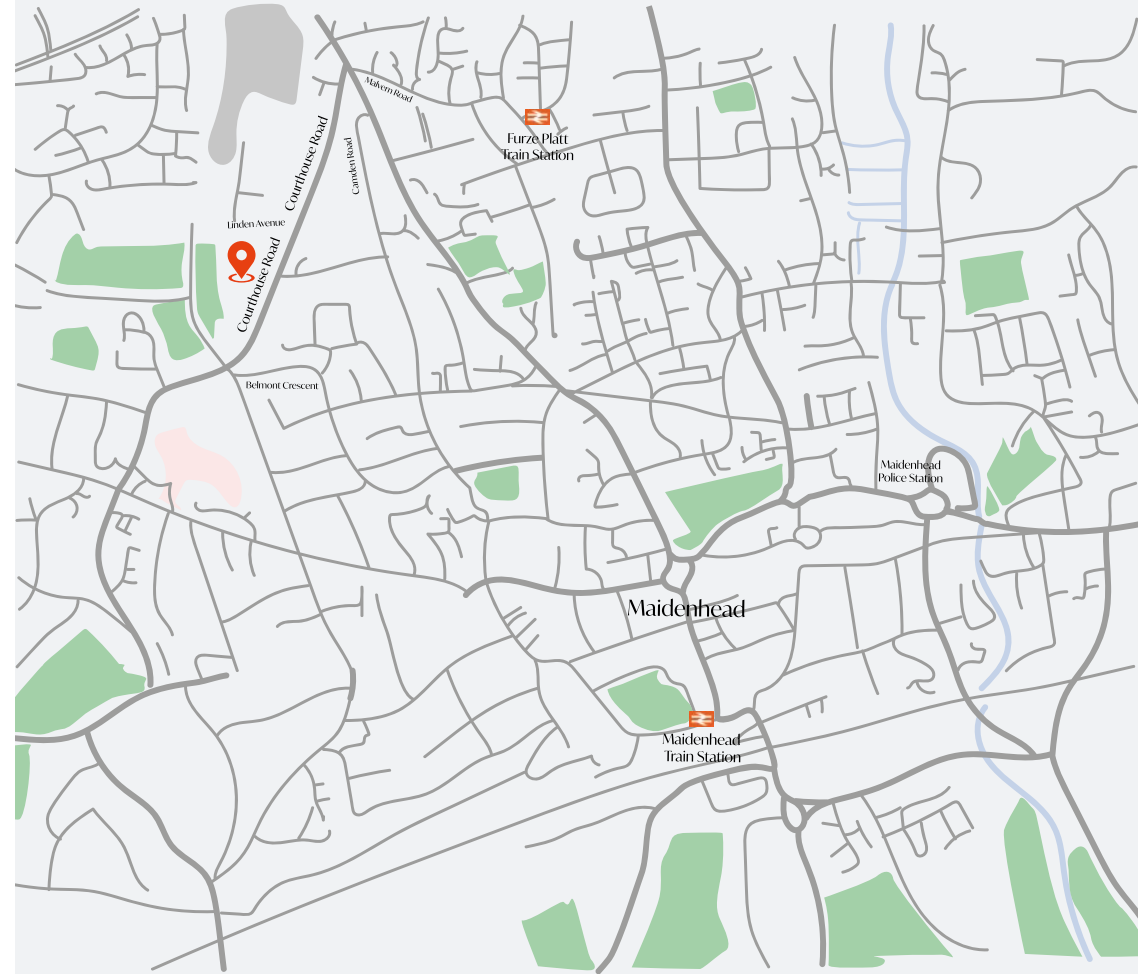 Malvern Road
Furze Platt
Train Station
Courthouse Road
Camden Road
Linden Avenue
Courthouse Road
Belmont Crescent
Maidenhead
Police Station
Maidenhead
Maidenhead
Train Station